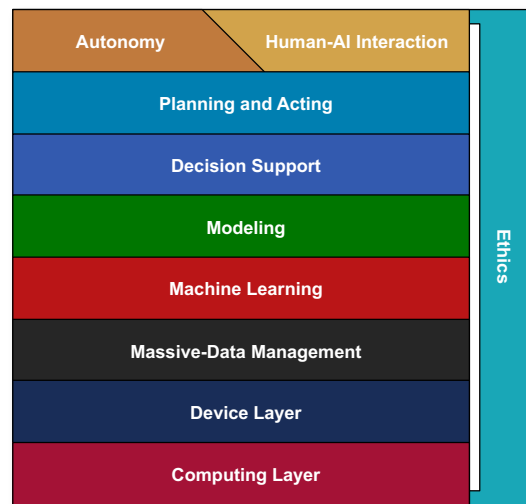 Autonomy
Human-AI Interaction
Planning and Acting
Decision Support
Modeling
Machine Learning
Massive-Data Management
Device Layer
Computing Layer
Ethics